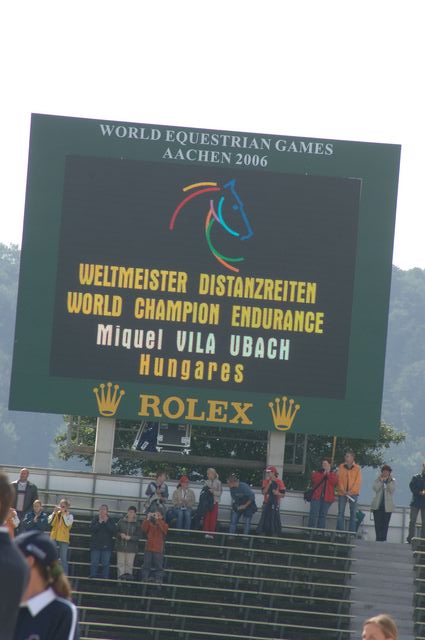 WORLD EQUESTRIAN GAMES
AACHEN 2006
WELTMEISTER DISTANZREITEN
WORLD CHAMPION ENDURANCE
Miquel VILA UBACH
Hungares
ROLEX